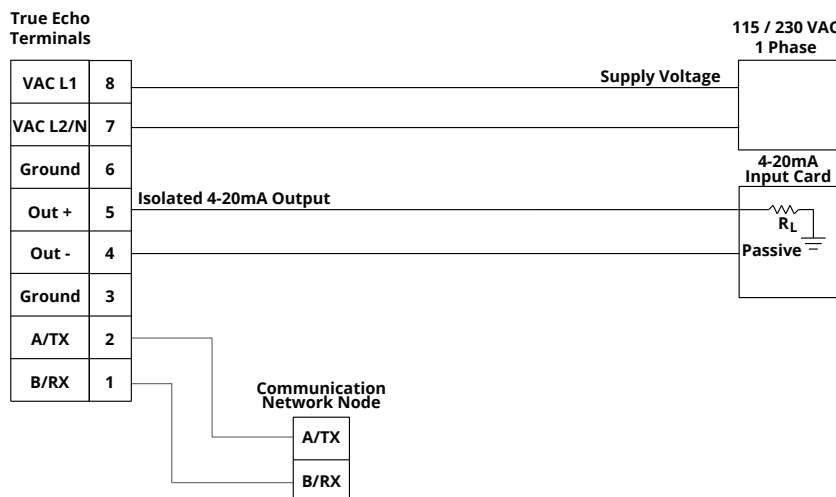 True Echo
Terminals
115 / 230 VAC
1 Phase
VAC L1 8
Supply Voltage
VAC L2/N 7
Ground 6
4-20mA
Input Card
Out + 5
Isolated 4-20mA Output
RL
Out - 4
Passive
Ground 3
A/TX 2
B/RX 1
Communication
Network Node
A/TX
B/RX